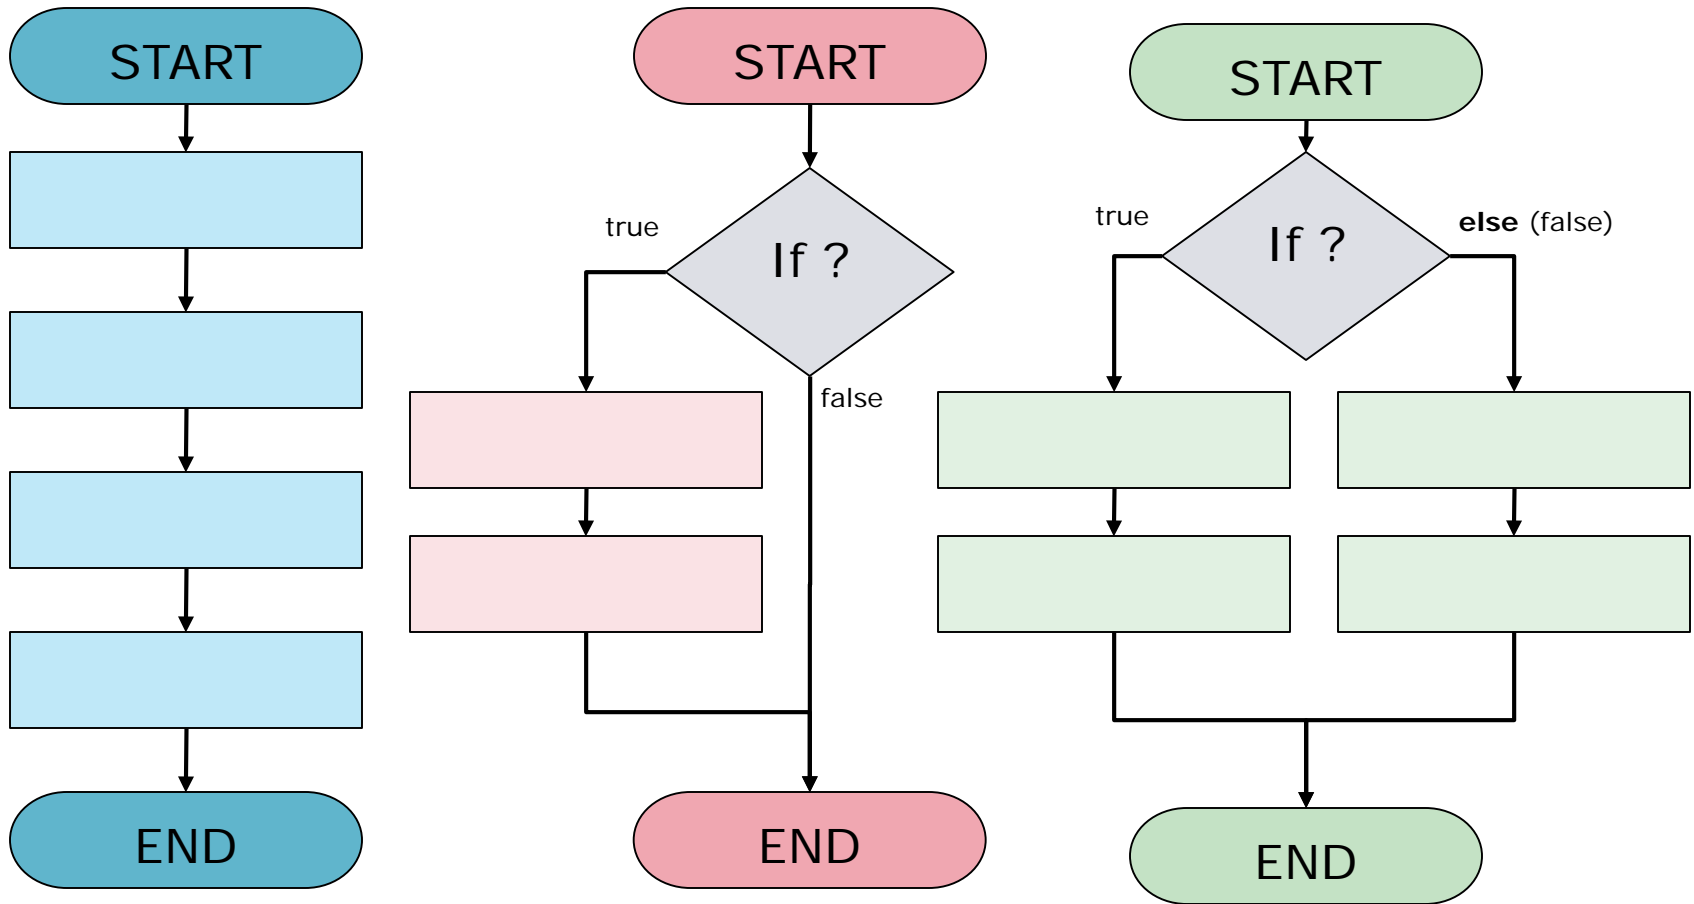 START
END
START
If ?
true
false
END
START
If ?
true
else (false)
END